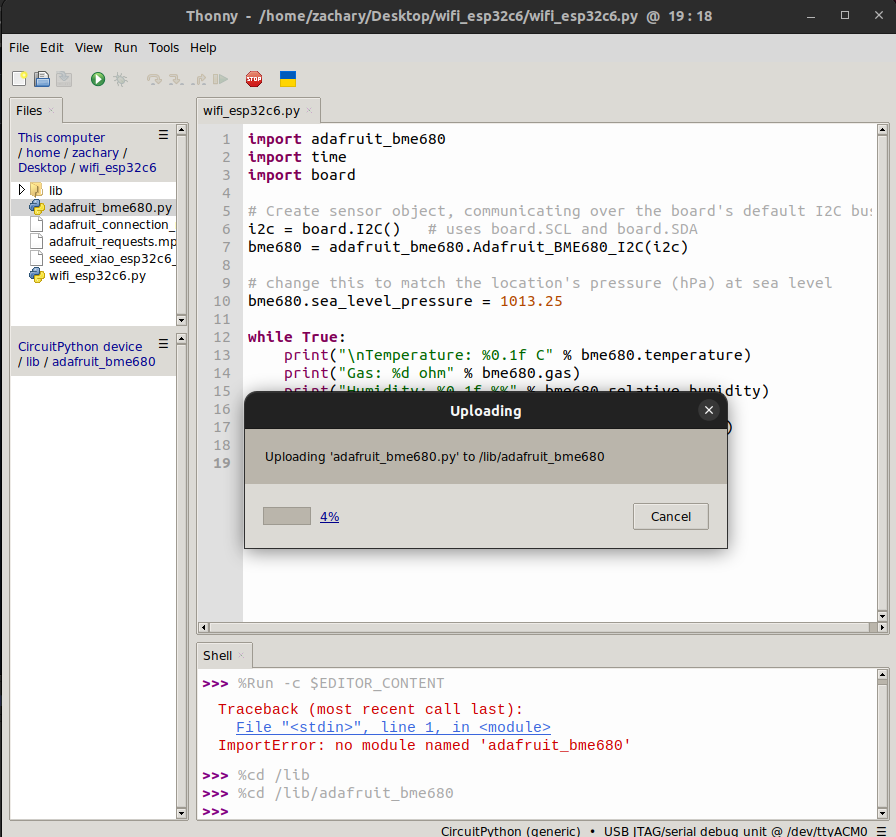 Thonny - /home/zachary/Desktop/wifi_esp32c6/wifi_esp32c6.py @ 19 : 18
File Edit View Run Tools Help
STOP
Files
This computer
/ home / zachary /
Desktop / wifi_esp32c6
lib
adafruit_bme680.py
adafruit_connection_
adafruit_requests.mp
seeed_xiao_esp32c6_
wifi_esp32c6.py
CircuitPython device
/ lib / adafruit_bme680
wifi_esp32c6.py
1 import adafruit_bme680
2 import time
3 import board
4
5 # Create sensor object, communicating over the board's default I2C bus
6 i2c = board.I2C() # uses board.SCL and board.SDA
7 bme680 = adafruit_bme680.Adafruit_BME680_I2C(i2c)
8
9 # change this to match the location's pressure (hPa) at sea level
10 bme680.sea_level_pressure = 1013.25
11
12 while True:
13 print("\nTemperature: %0.1f C" % bme680.temperature)
14 print("Gas: %d ohm" % bme680.gas)
15 print("Humidity: %0.1f %%" % bme680.relative_humidity)
16
17 )
18
19
Uploading
Uploading 'adafruit_bme680.py' to /lib/adafruit_bme680
4%
Cancel
Shell
>>> %Run -c $EDITOR_CONTENT
Traceback (most recent call last):
File "<stdin>", line 1, in <module>
ImportError: no module named 'adafruit_bme680'
>>> %cd /lib
>>> %cd /lib/adafruit_bme680
>>>
CircuitPython (generic) • USB JTAG/serial debug unit @ /dev/ttyACM0